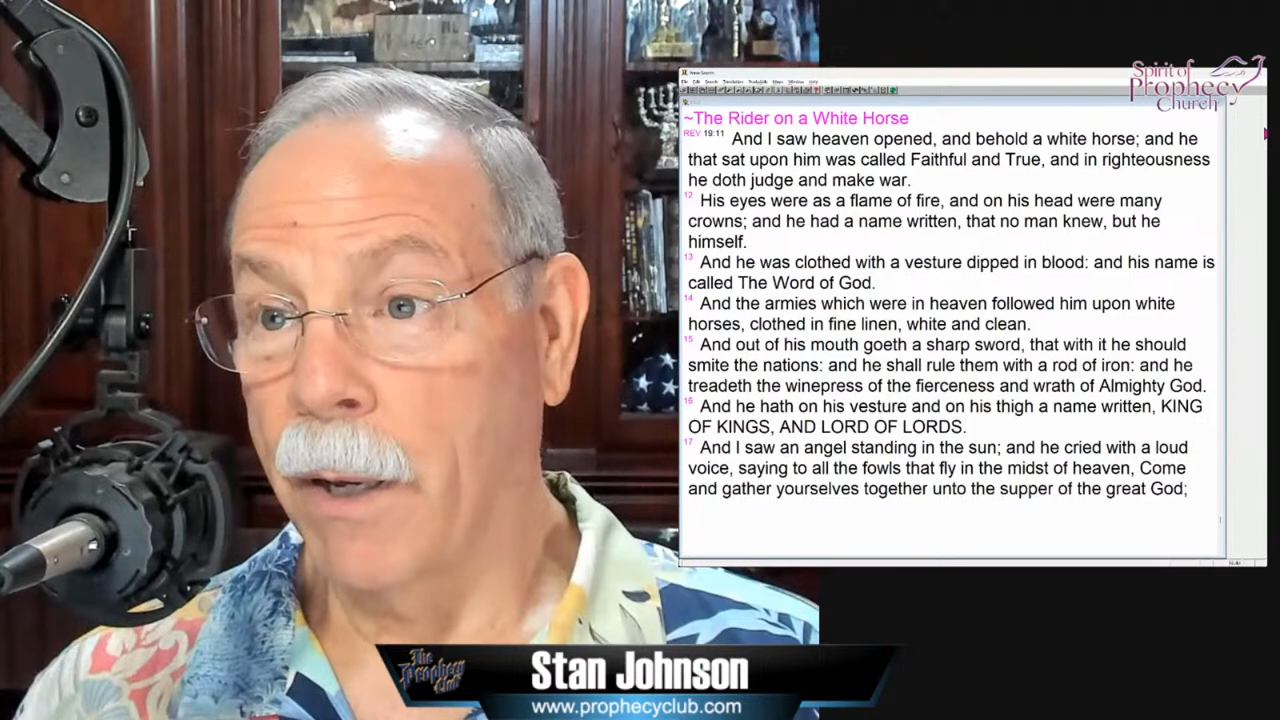 Spirit of
Prophecy
Church
~The Rider on a White Horse
REV 19:11 And I saw heaven opened, and behold a white horse; and he
that sat upon him was called Faithful and True, and in righteousness
he doth judge and make war.
12 His eyes were as a flame of fire, and on his head were many
crowns; and he had a name written, that no man knew, but he
himself.
13 And he was clothed with a vesture dipped in blood: and his name is
called The Word of God.
14 And the armies which were in heaven followed him upon white
horses, clothed in fine linen, white and clean.
15 And out of his mouth goeth a sharp sword, that with it he should
smite the nations: and he shall rule them with a rod of iron: and he
treadeth the winepress of the fierceness and wrath of Almighty God.
16 And he hath on his vesture and on his thigh a name written, KING
OF KINGS, AND LORD OF LORDS.
17 And I saw an angel standing in the sun; and he cried with a loud
voice, saying to all the fowls that fly in the midst of heaven, Come
and gather yourselves together unto the supper of the great God;
The
Prophecy
Club
Stan Johnson
www.prophecyclub.com